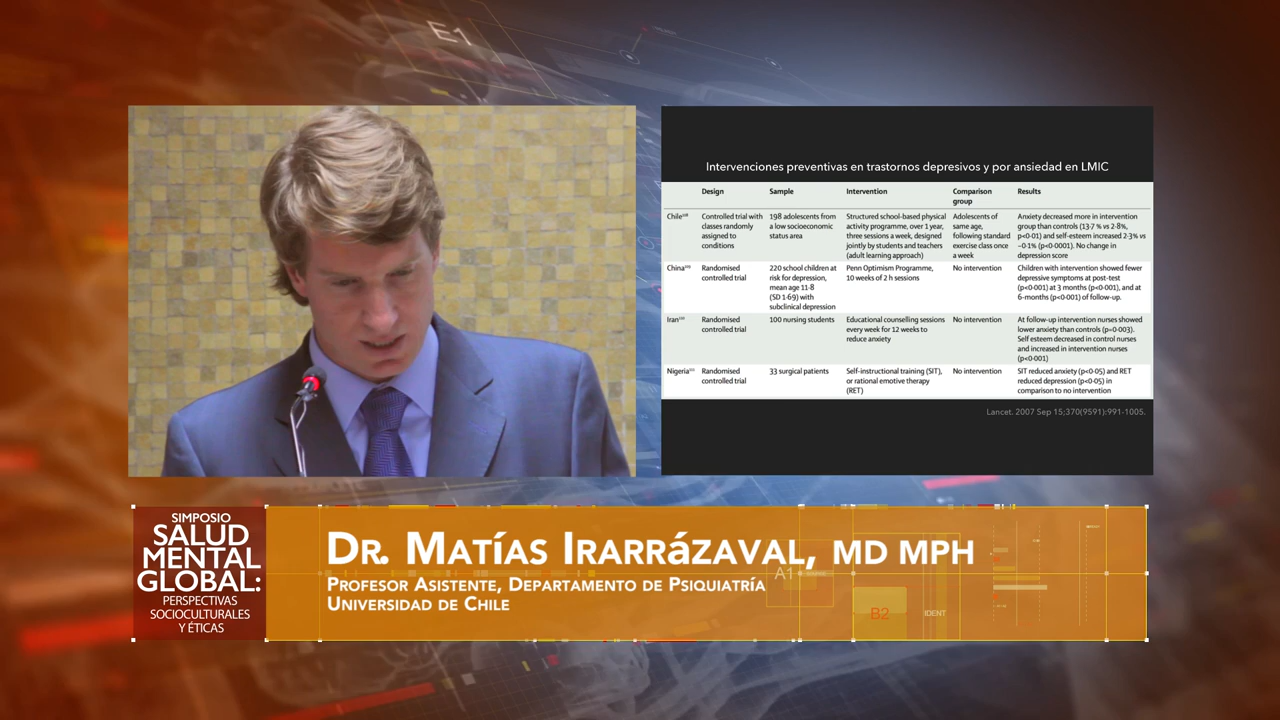 E1
Intervenciones preventivas en trastornos depresivos y por ansiedad en LMIC
Design Sample Intervention Comparison group Results
Chile Controlled trial with 198 adolescents from Structured school-based physical Adolescents of Anxiety decreased more in intervention
classes randomly a low socioeconomic activity programme, over 1 year, same age, group than controls (13·7 % vs 2·8%,
assigned to status area three sessions a week, designed following standard p<0·01) and self-esteem increased 2·3% vs
conditions jointly by students and teachers exercise class once –0·1% (p<0·0001). No change in
(adult learning approach) a week depression score
China Randomised 220 school children at Penn Optimism Programme, No intervention Children with intervention showed fewer
controlled trial risk for depression, 10 weeks of 2 h sessions depressive symptoms at post-test
mean age 11·8 (p<0·001) at 3 months (p<0·001), and at
(SD 1·69) with 6-months (p<0·001) of follow-up.
subclinical depression
Iran Randomised 100 nursing students Educational counselling sessions No intervention At follow-up intervention nurses showed
controlled trial every week for 12 weeks to lower anxiety than controls (p=0·003).
reduce anxiety Self esteem decreased in control nurses
and increased in intervention nurses
(p<0·001)
Nigeria Randomised 33 surgical patients Self-instructional training (SIT), No intervention SIT reduced anxiety (p<0·05) and RET
controlled trial or rational emotive therapy reduced depression (p<0·05) in
(RET) comparison to no intervention
Lancet. 2007 Sep 15;370(9591):991-1005.
SIMPOSIO
SALUD
MENTAL
GLOBAL:
PERSPECTIVAS
SOCIOCULTURALES
Y ÉTICAS
DR. MATÍAS IRARRÁZAVAL, MD MPH
PROFESOR ASISTENTE, DEPARTAMENTO DE PSIQUIATRÍA
UNIVERSIDAD DE CHILE
A1
B2
IDENT